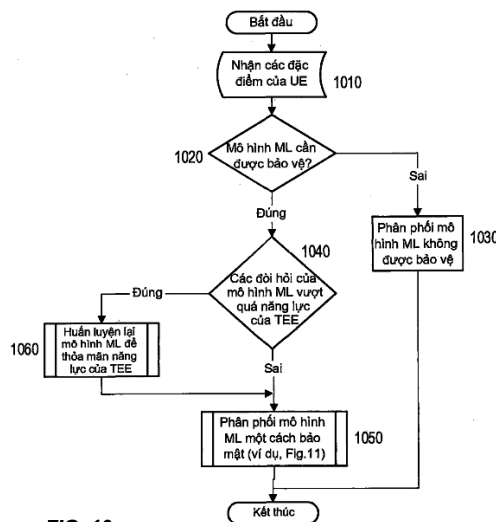 Bắt đầu
Nhận các đặc
điểm của UE
1010
Mô hình ML cần
được bảo vệ?
1020
Sai
Đúng
Phân phối mô
hình ML không
được bảo vệ
1030
1040
Các đòi hỏi của
mô hình ML vượt
quá năng lực
của TEE
Đúng
Huấn luyện lại
mô hình ML để
thỏa mãn năng
lực của TEE
1060
Sai
Phân phối mô hình
ML một cách bảo
mật (ví dụ, Fig.11)
1050
Kết thúc